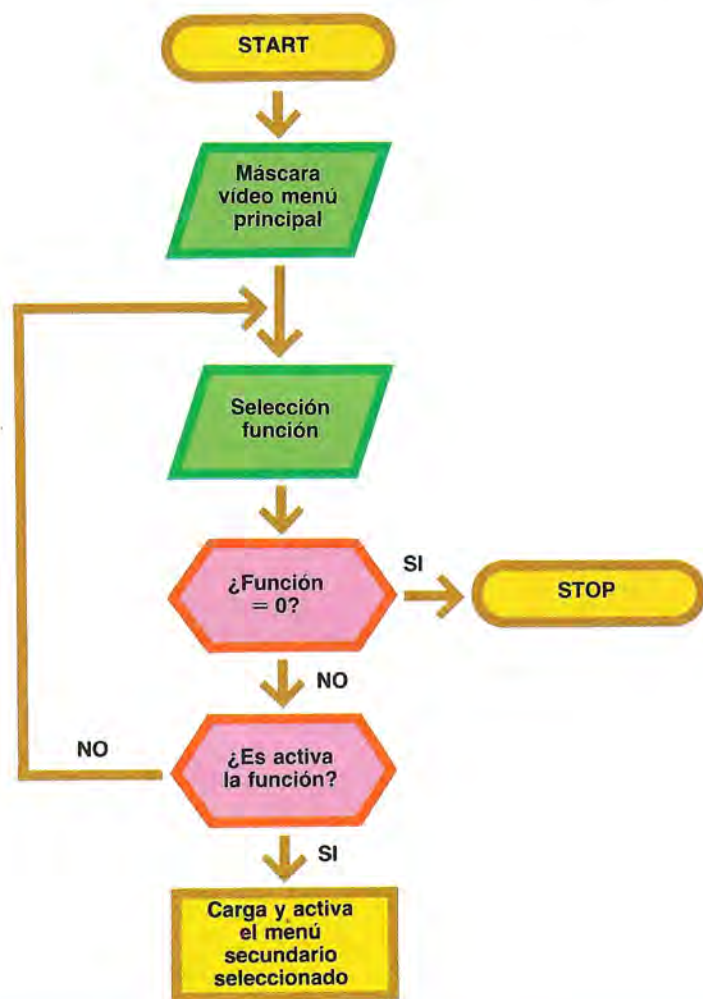 START
Máscara
vídeo menú
principal
Selección
función
¿Función
= 0?
SI
STOP
NO
¿Es activa
la función?
NO
SI
Carga y activa
el menú
secundario
seleccionado